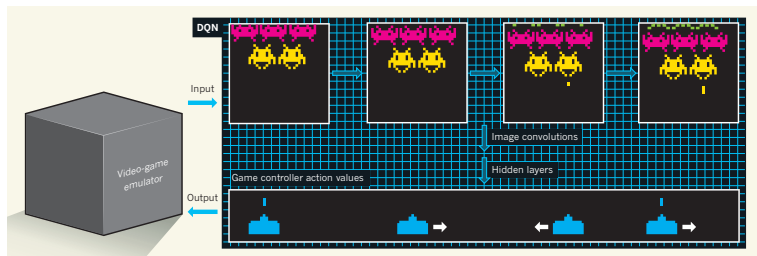 DQN
Input
Image convolutions
Video-game
emulator
Hidden layers
Game controller action values
Output